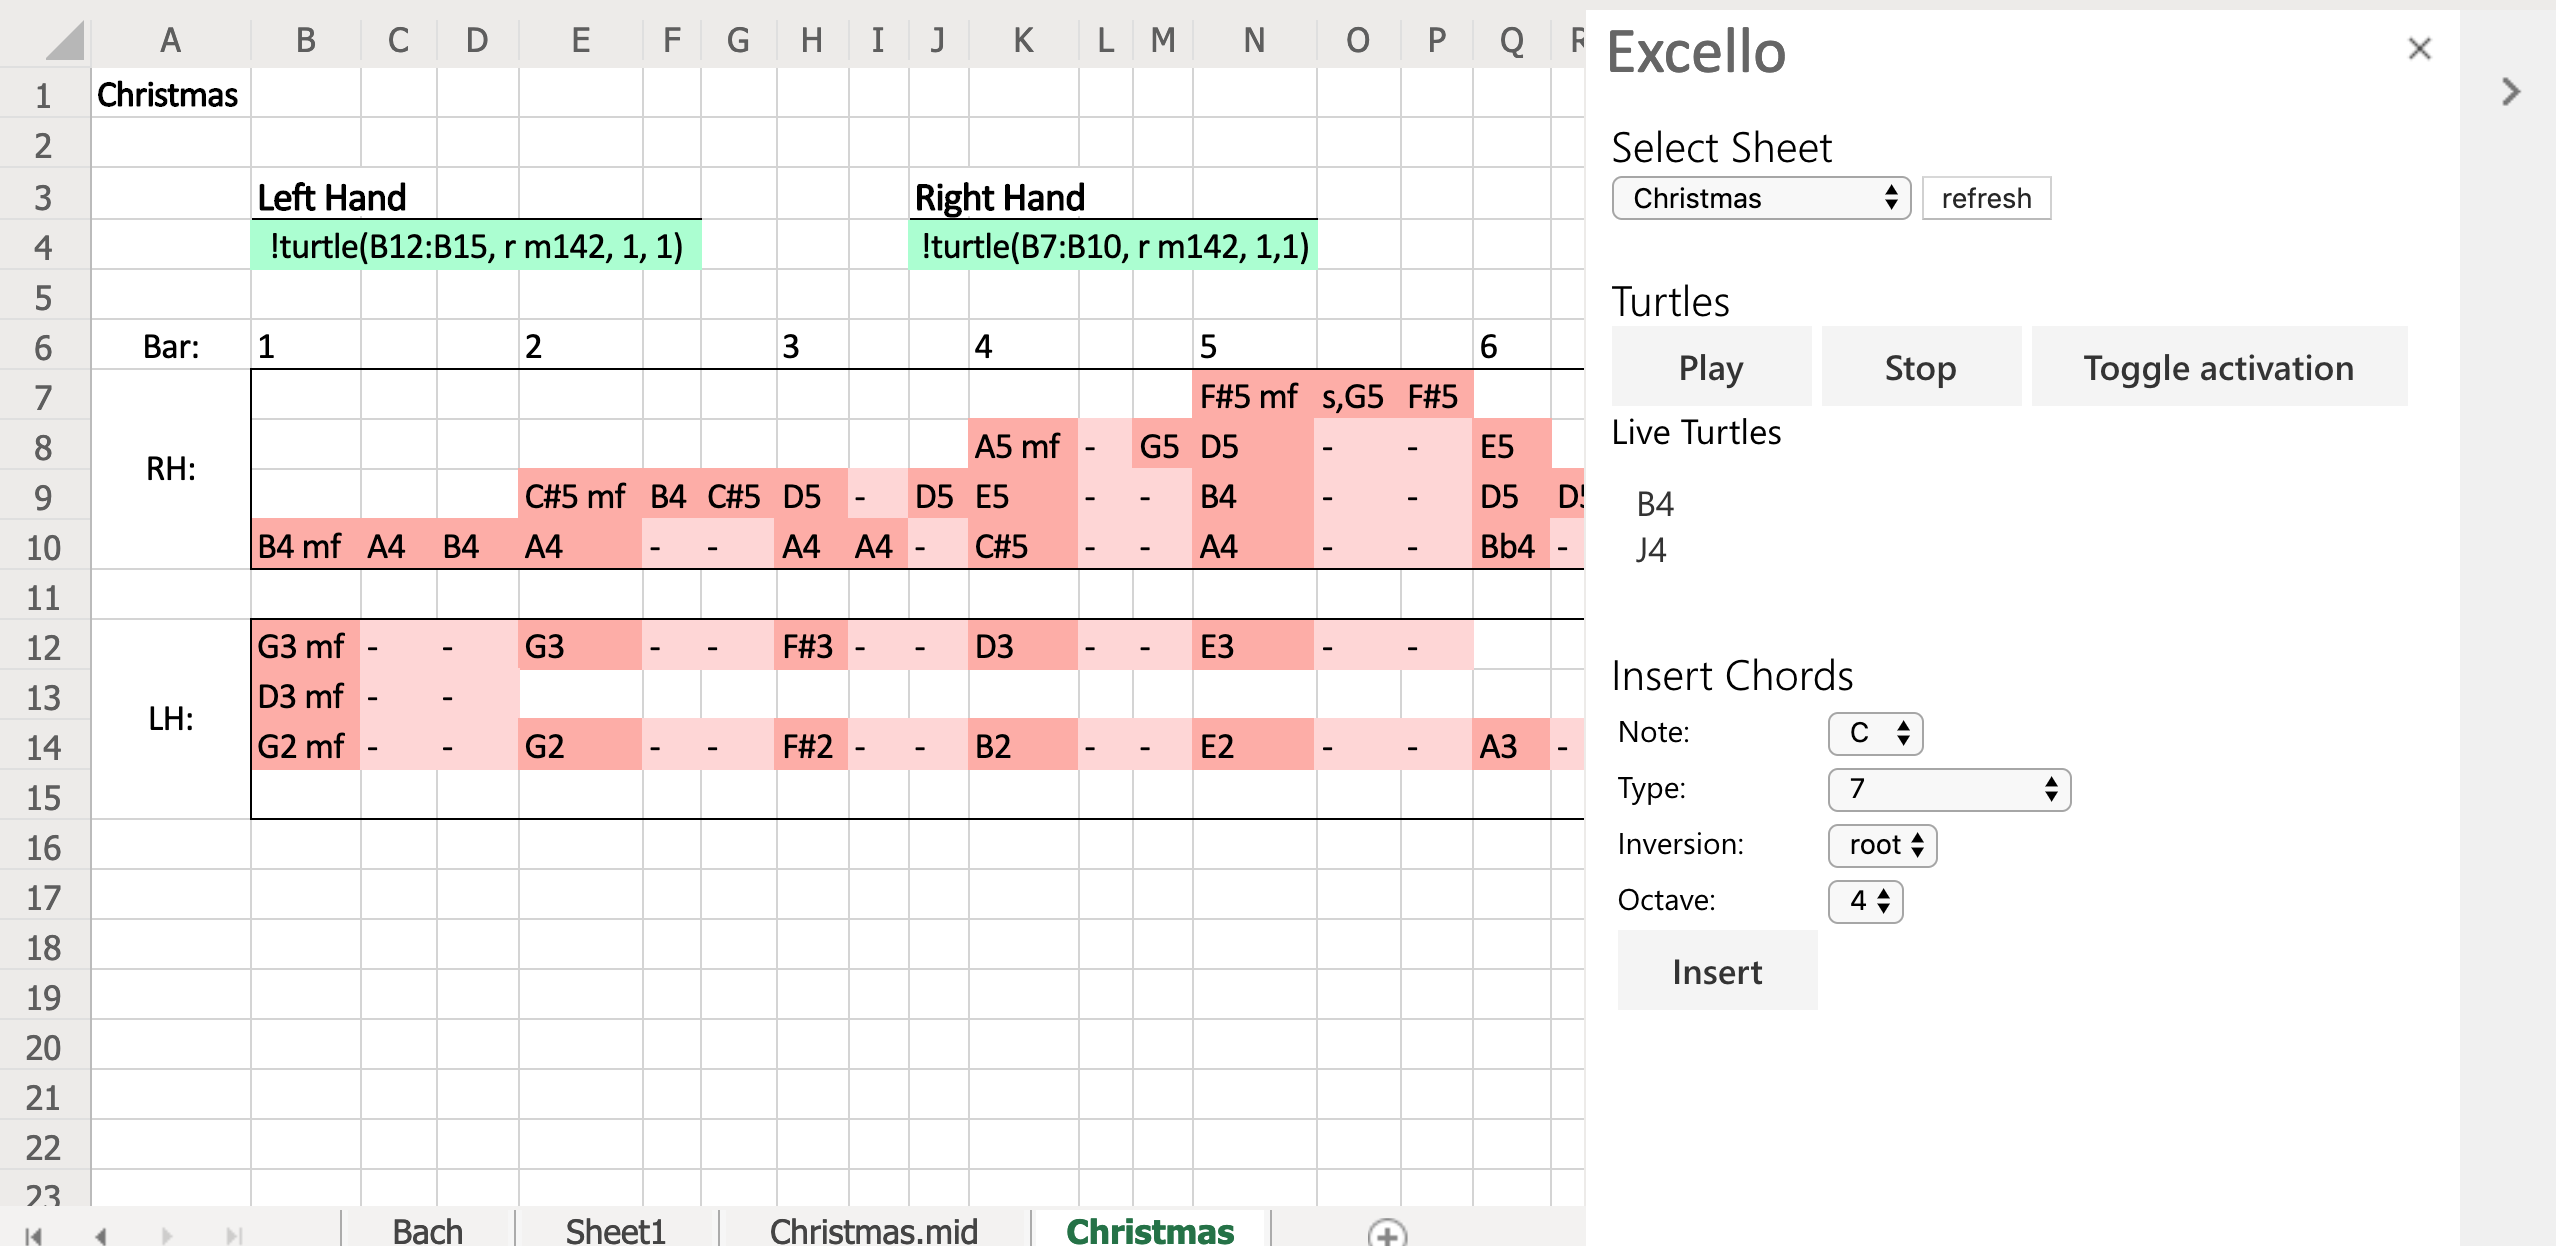 A B C D E F G H I J K L M N O P Q R
1 Christmas
2
3 Left Hand Right Hand
4 !turtle(B12:B15, r m142, 1, 1) !turtle(B7:B10, r m142, 1,1)
5
6 Bar: 1 2 3 4 5 6
7 F#5 mf s,G5 F#5
8 A5 mf - G5 D5 - - E5
RH:
9 C#5 mf B4 C#5 D5 - D5 E5 - - B4 - - D5
10 B4 mf A4 B4 A4 - - A4 A4 - C#5 - - A4 - - Bb4 -
11
12 G3 mf - - G3 - - F#3 - - D3 - - E3 - -
13 D3 mf - -
LH:
14 G2 mf - - G2 - - F#2 - - B2 - - E2 - - A3 -
15
16
17
18
19
20
21
22
23
Bach Sheet1 Christmas.mid Christmas
Excello
Select Sheet
Christmas refresh
Turtles
Play Stop Toggle activation
Live Turtles
B4
J4
Insert Chords
Note: C
Type: 7
Inversion: root
Octave: 4
Insert